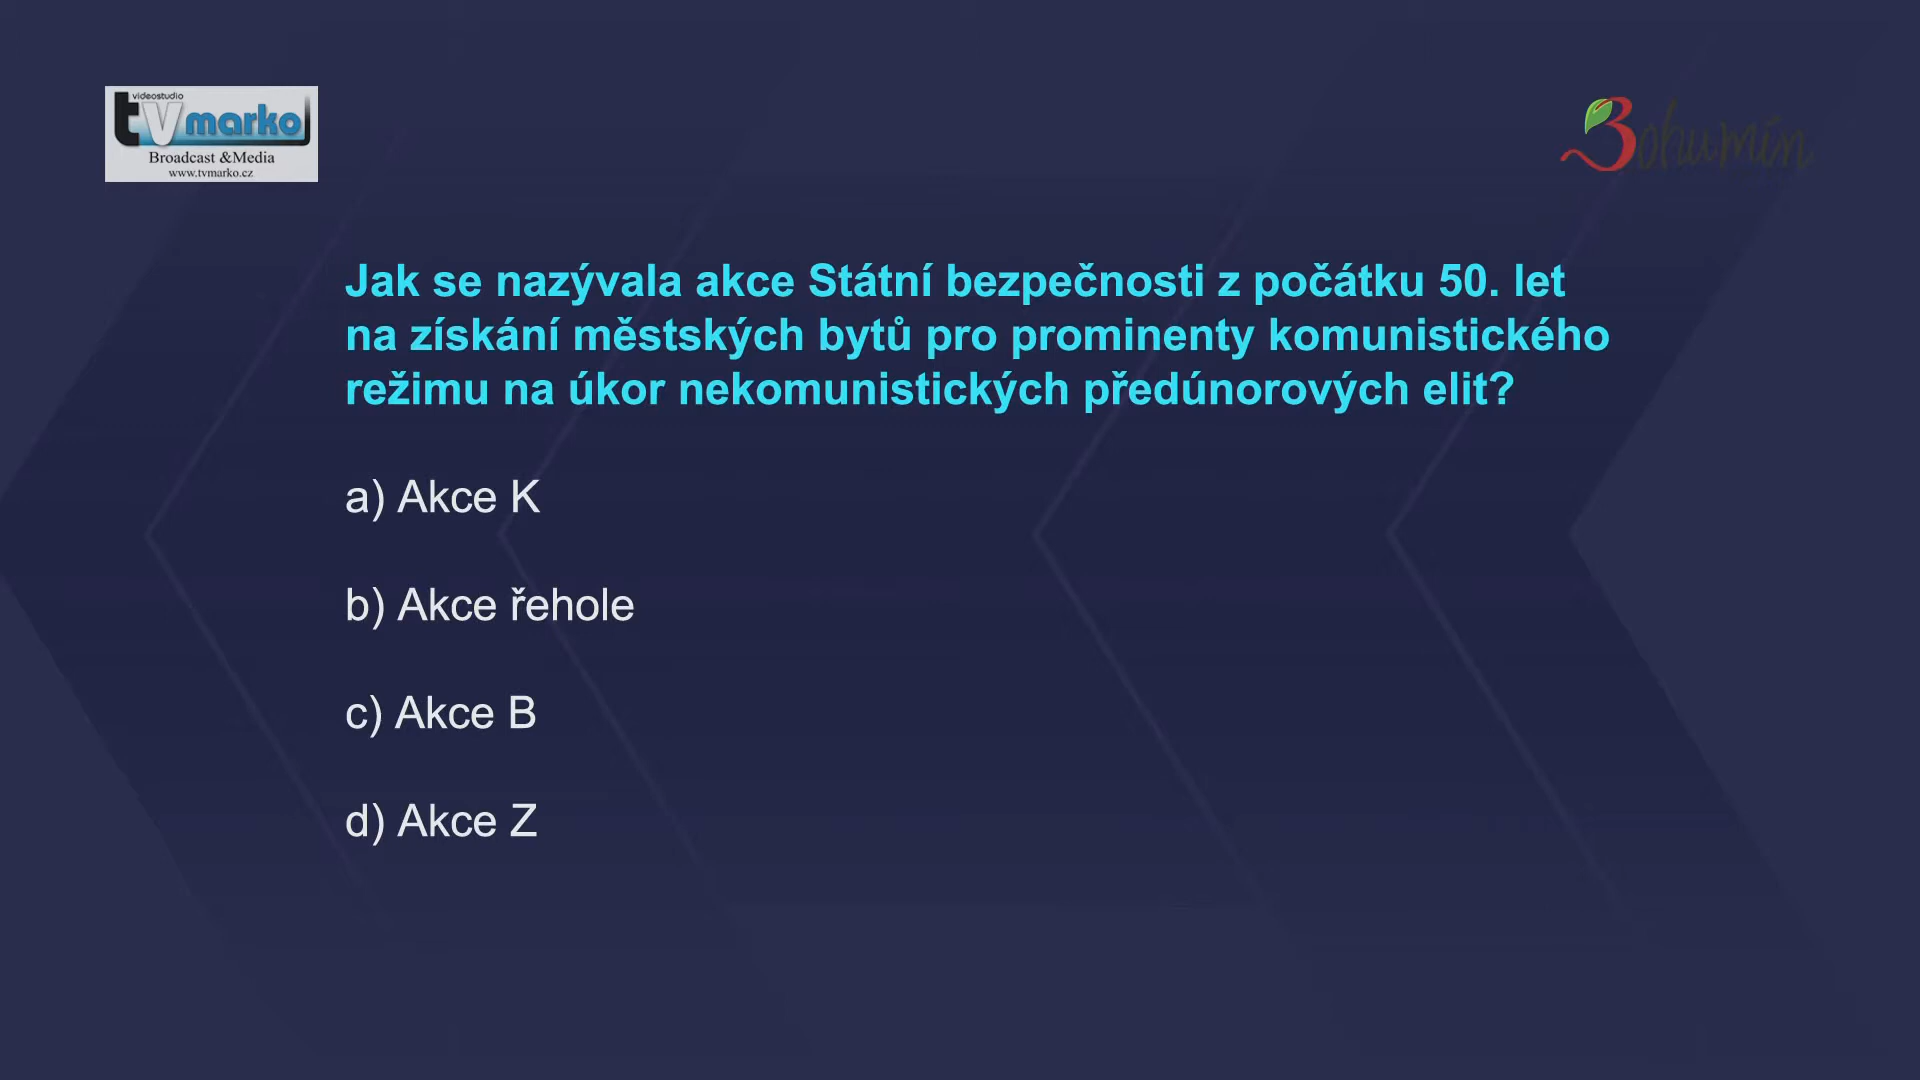 videostudio
tvmarko
Broadcast &Media
www.tvmarko.cz
Bohumín
Jak se nazývala akce Státní bezpečnosti z počátku 50. let
na získání městských bytů pro prominenty komunistického
režimu na úkor nekomunistických předúnorových elit?
a) Akce K
b) Akce řehole
c) Akce B
d) Akce Z